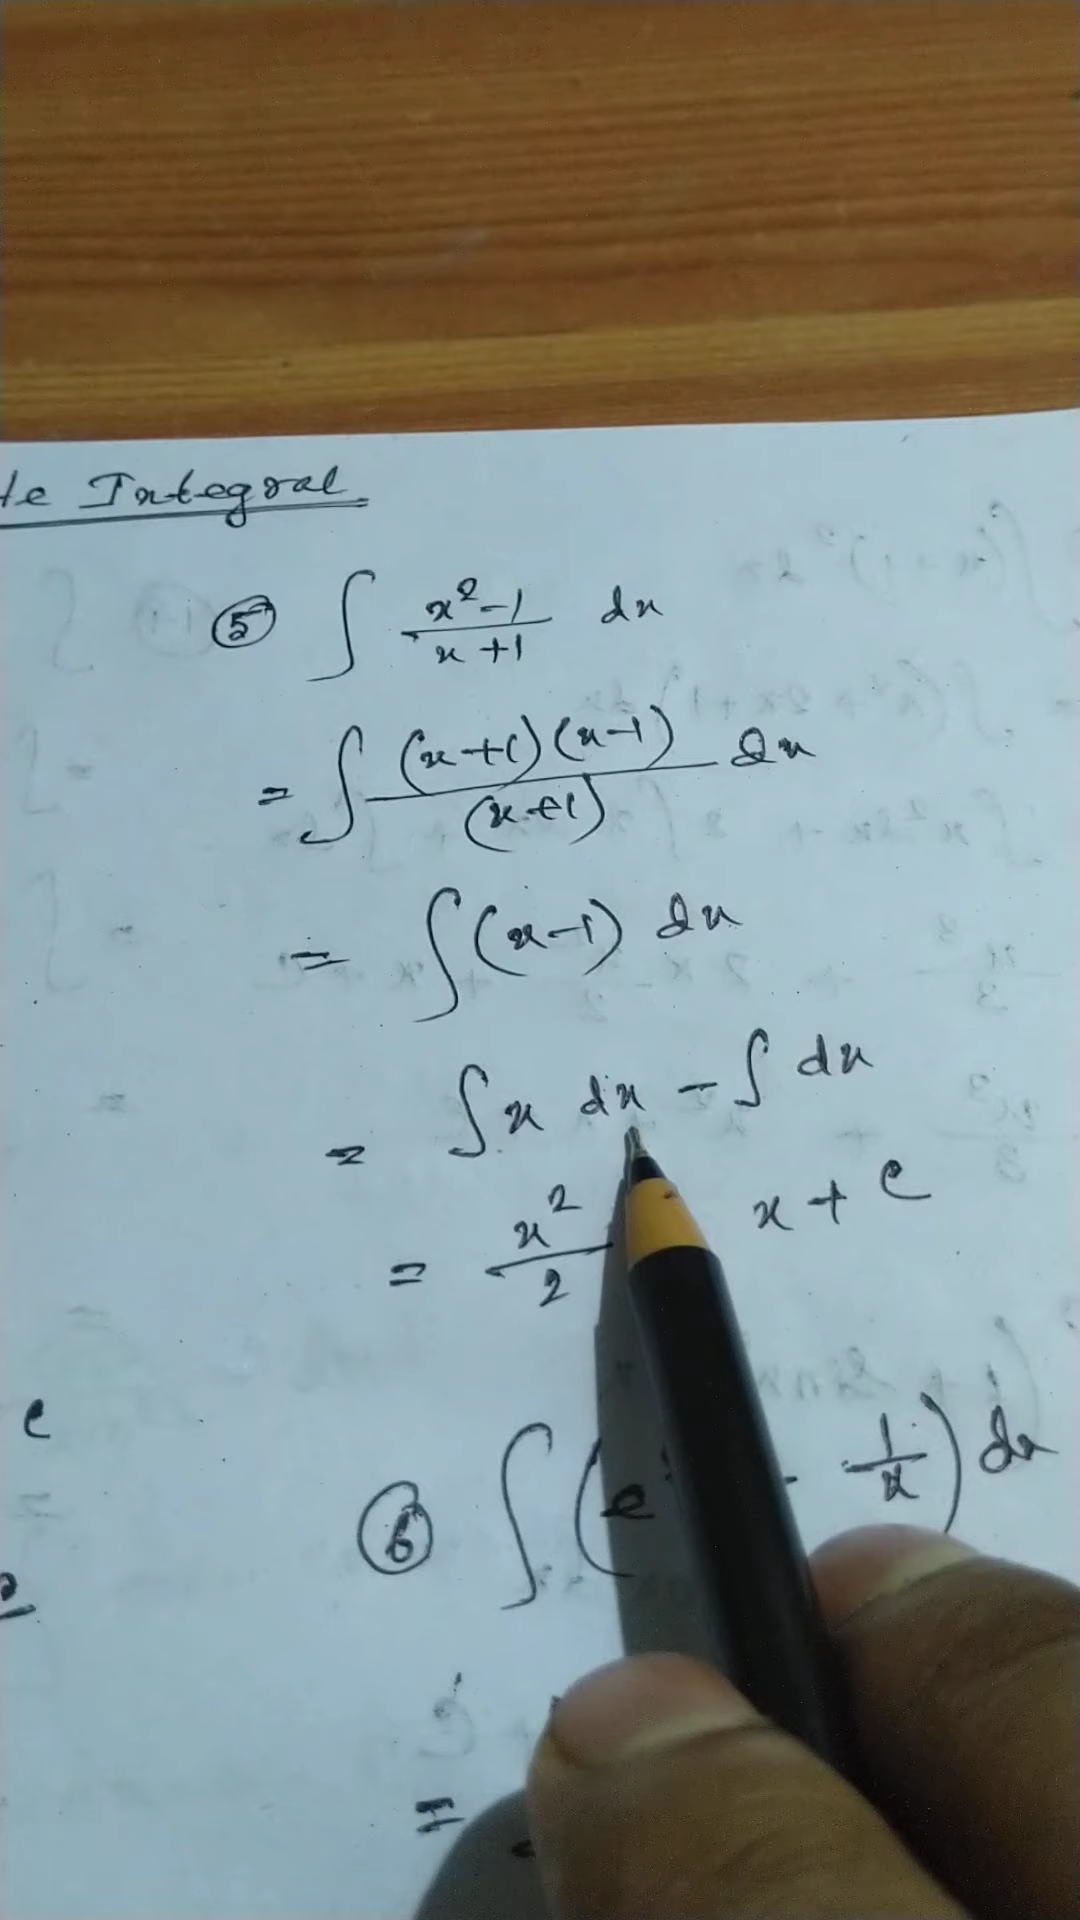 te Integral
⑤ ∫ x²-1 / x+1 dx
= ∫ (x+1)(x-1) / (x+1) dx
= ∫(x-1) dx
= ∫x dx - ∫dx
= x²/2 x + c
c
⑥ ∫(e - 1/x) dx
=